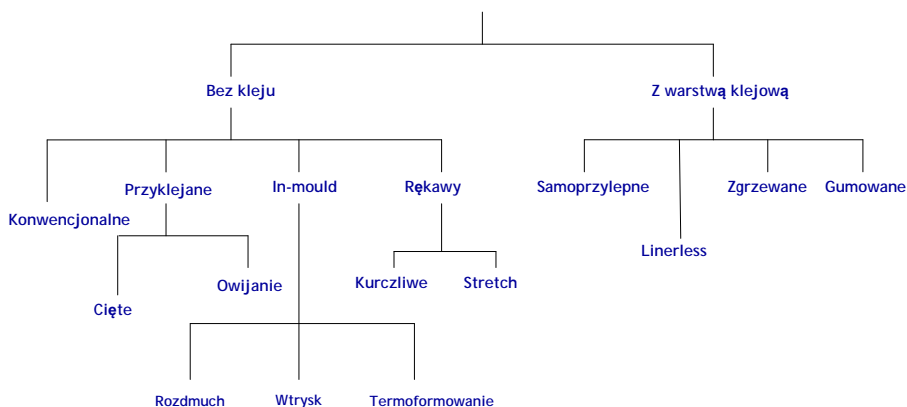 Bez kleju
Z warstwą klejową
Konwencjonalne
Przyklejane
In-mould
Rękawy
Samoprzylepne
Linerless
Zgrzewane
Gumowane
Cięte
Owijanie
Kurczliwe
Stretch
Rozdmuch
Wtrysk
Termoformowanie